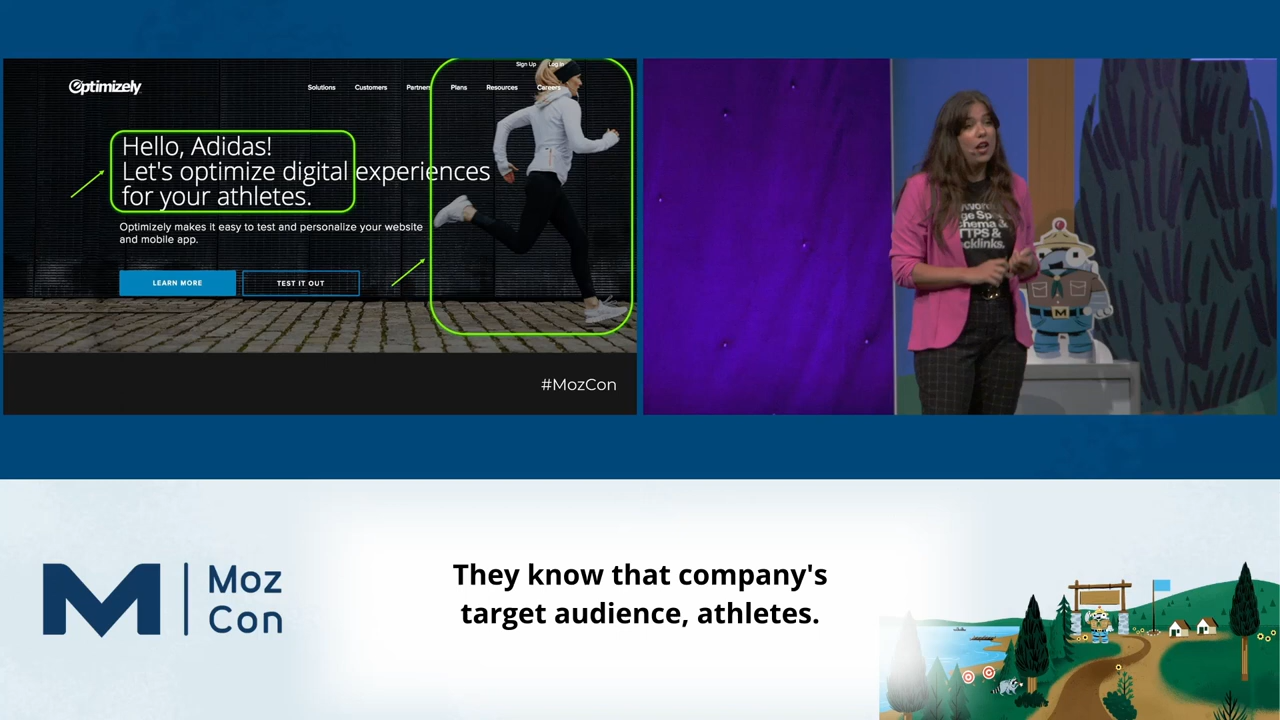 Sign Up Log In
Optimizely
Solutions Customers Partners Plans Resources Careers
Hello, Adidas!
Let's optimize digital experiences
for your athletes.
Optimizely makes it easy to test and personalize your website
and mobile app.
LEARN MORE TEST IT OUT
#MozCon
M
M
Moz
Con
They know that company's
target audience, athletes.